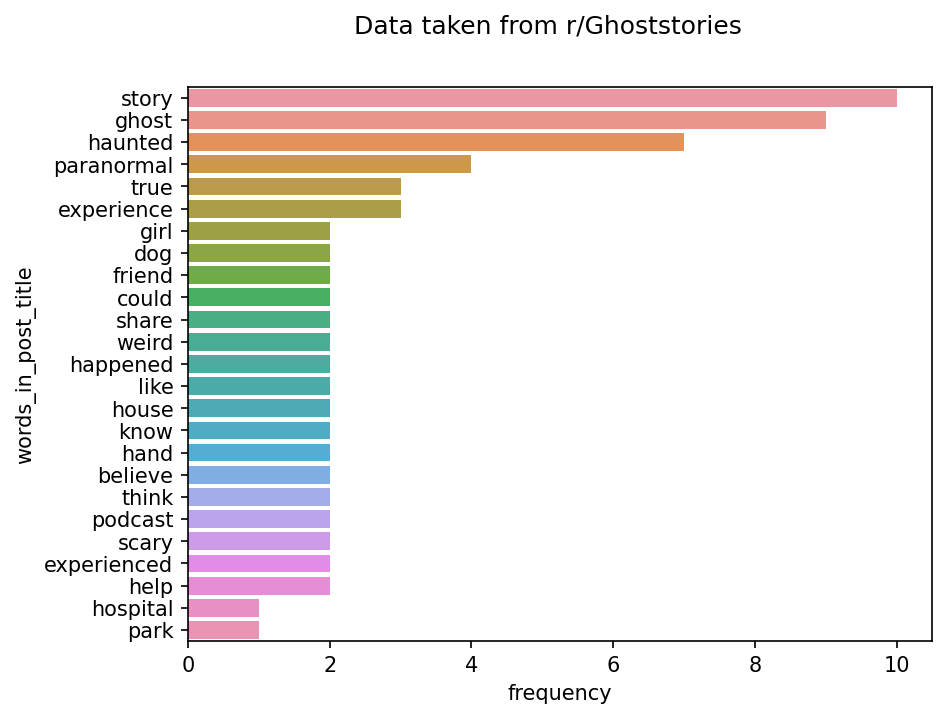 Data taken from r/Ghoststories
story
ghost
haunted
paranormal
true
experience
girl
dog
friend
could
share
weird
happened
like
house
know
hand
believe
think
podcast
scary
experienced
help
hospital
park
words_in_post_title
0 2 4 6 8 10
frequency